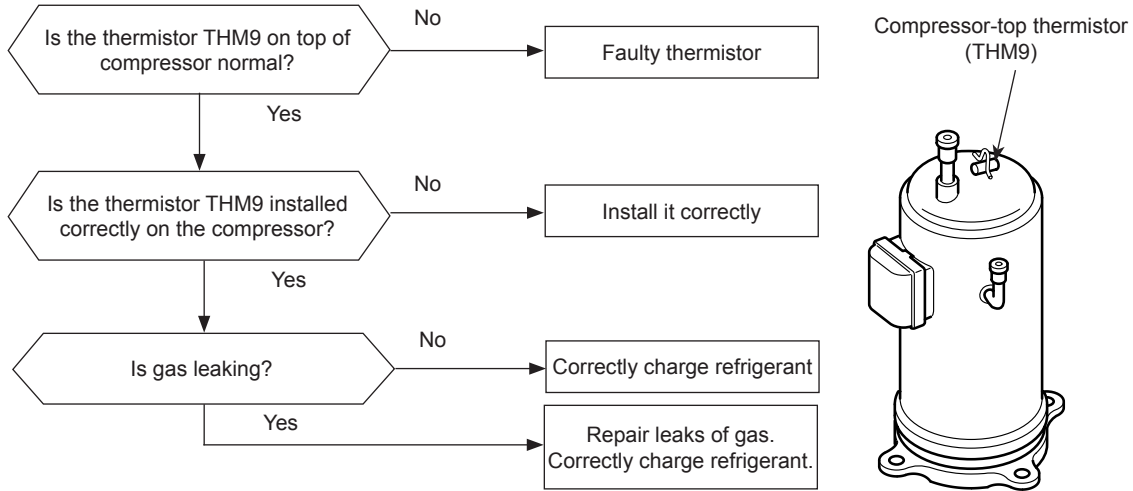 Is the thermistor THM9 on top of
compressor normal?
No
Faulty thermistor
Yes
Is the thermistor THM9 installed
correctly on the compressor?
No
Install it correctly
Yes
Is gas leaking?
No
Correctly charge refrigerant
Yes
Repair leaks of gas.
Correctly charge refrigerant.
Compressor-top thermistor
(THM9)